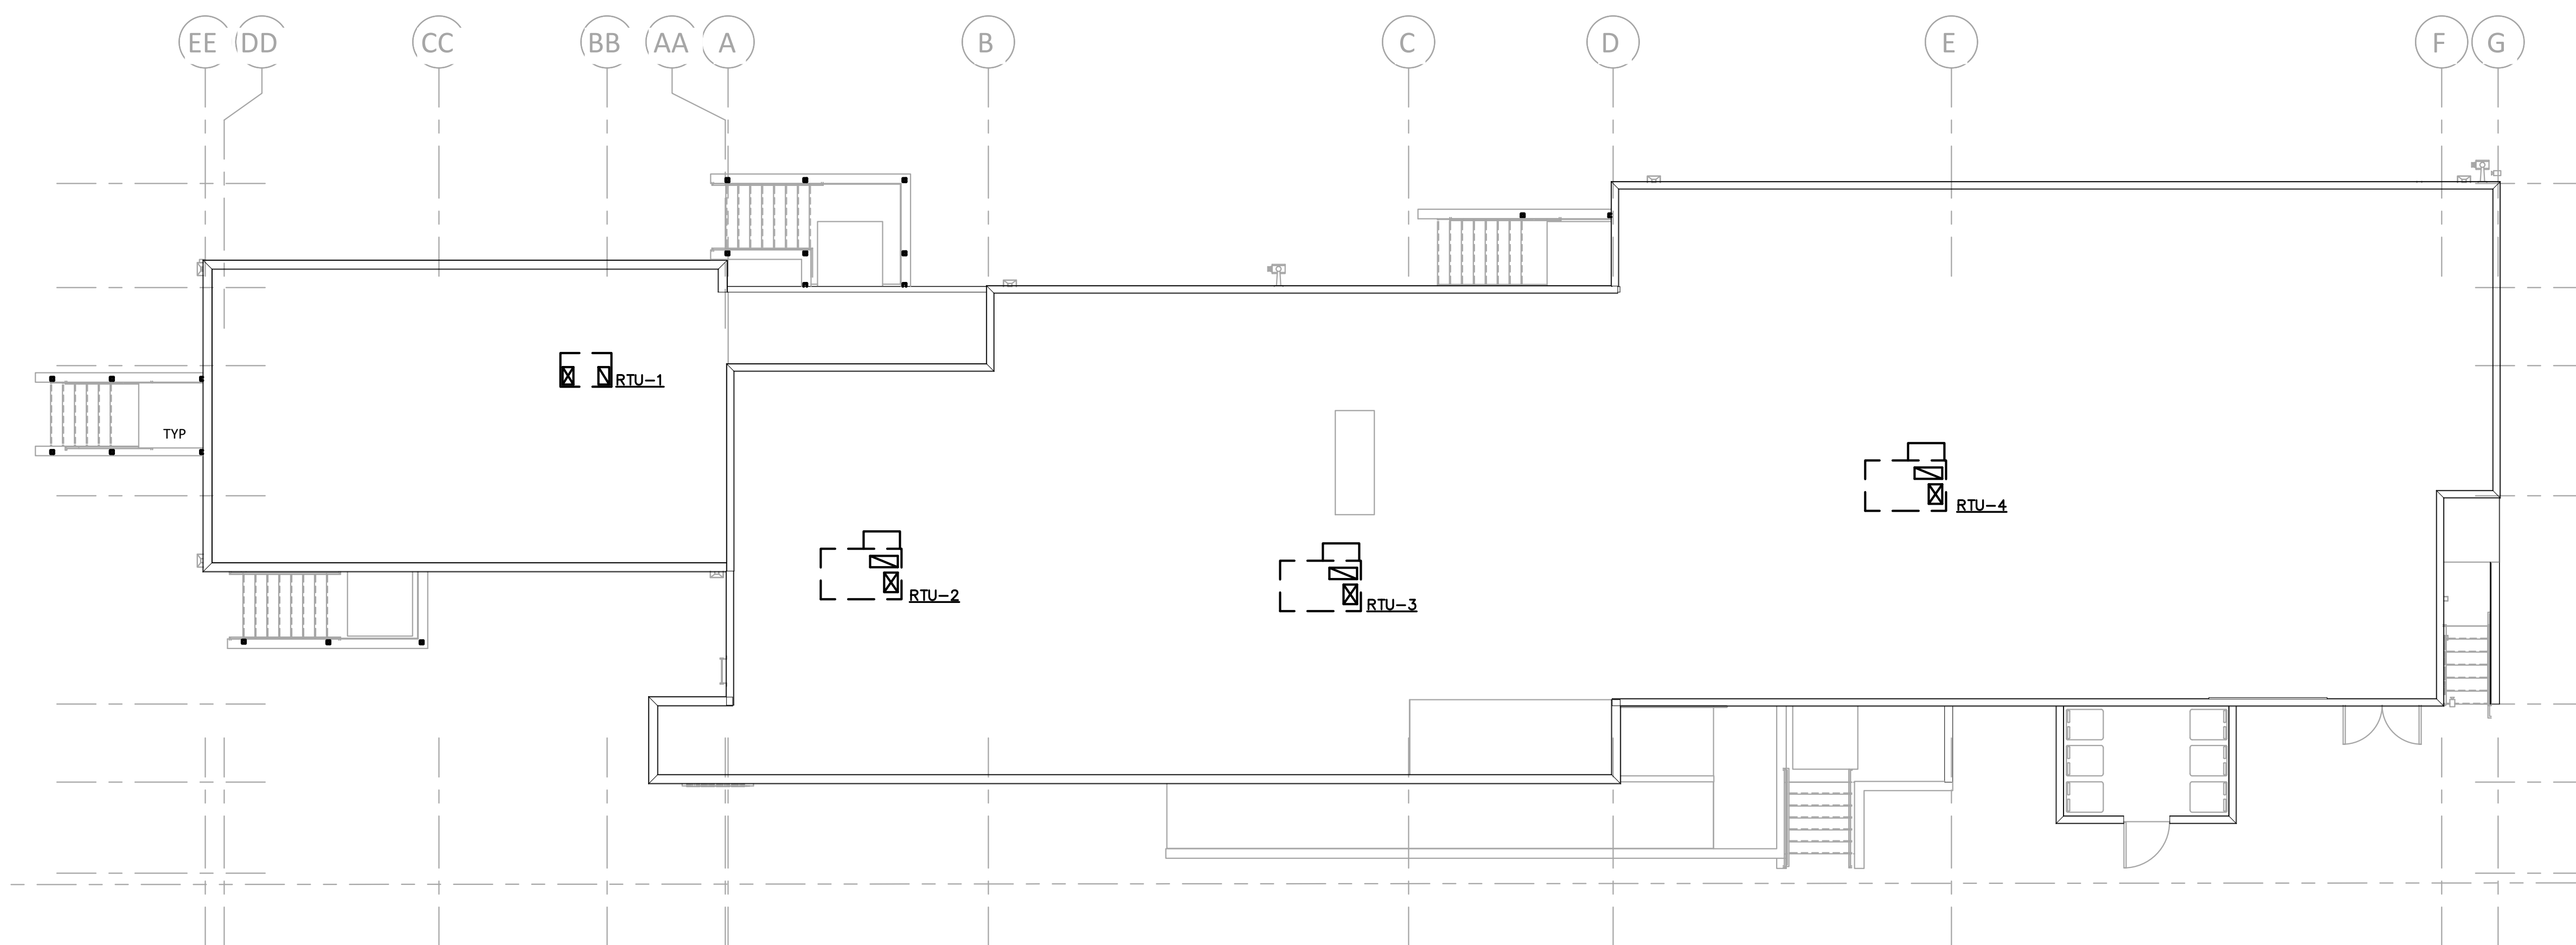 EE DD CC BB AA A B C D E F G
RTU-1
TYP
RTU-4
RTU-2
RTU-3